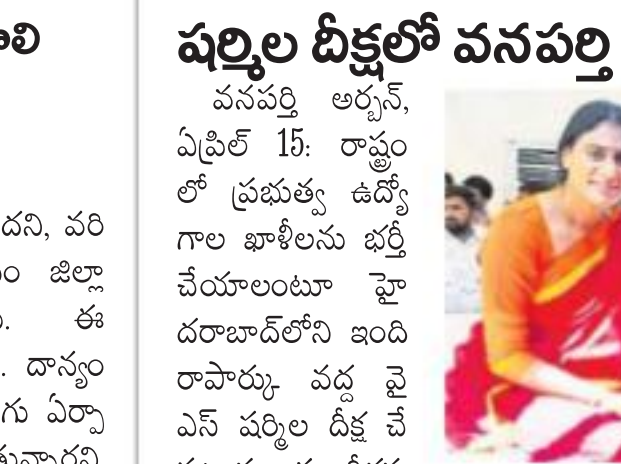 షర్మిల దీక్షలో వనపర్తి
వనపర్తి అర్బన్,
ఏప్రిల్ 15: రాష్ట్రం
లో ప్రభుత్వ ఉద్యో
గాల ఖాళీలను భర్తీ
చేయాలంటూ హై
దరాబాద్‌లోని ఇంది
రాపార్కు వద్ద వై
ఎస్ షర్మిల దీక్ష చే
దని, వరి
జిల్లా
ఈ
దాన్యం
గు ఏర్పా